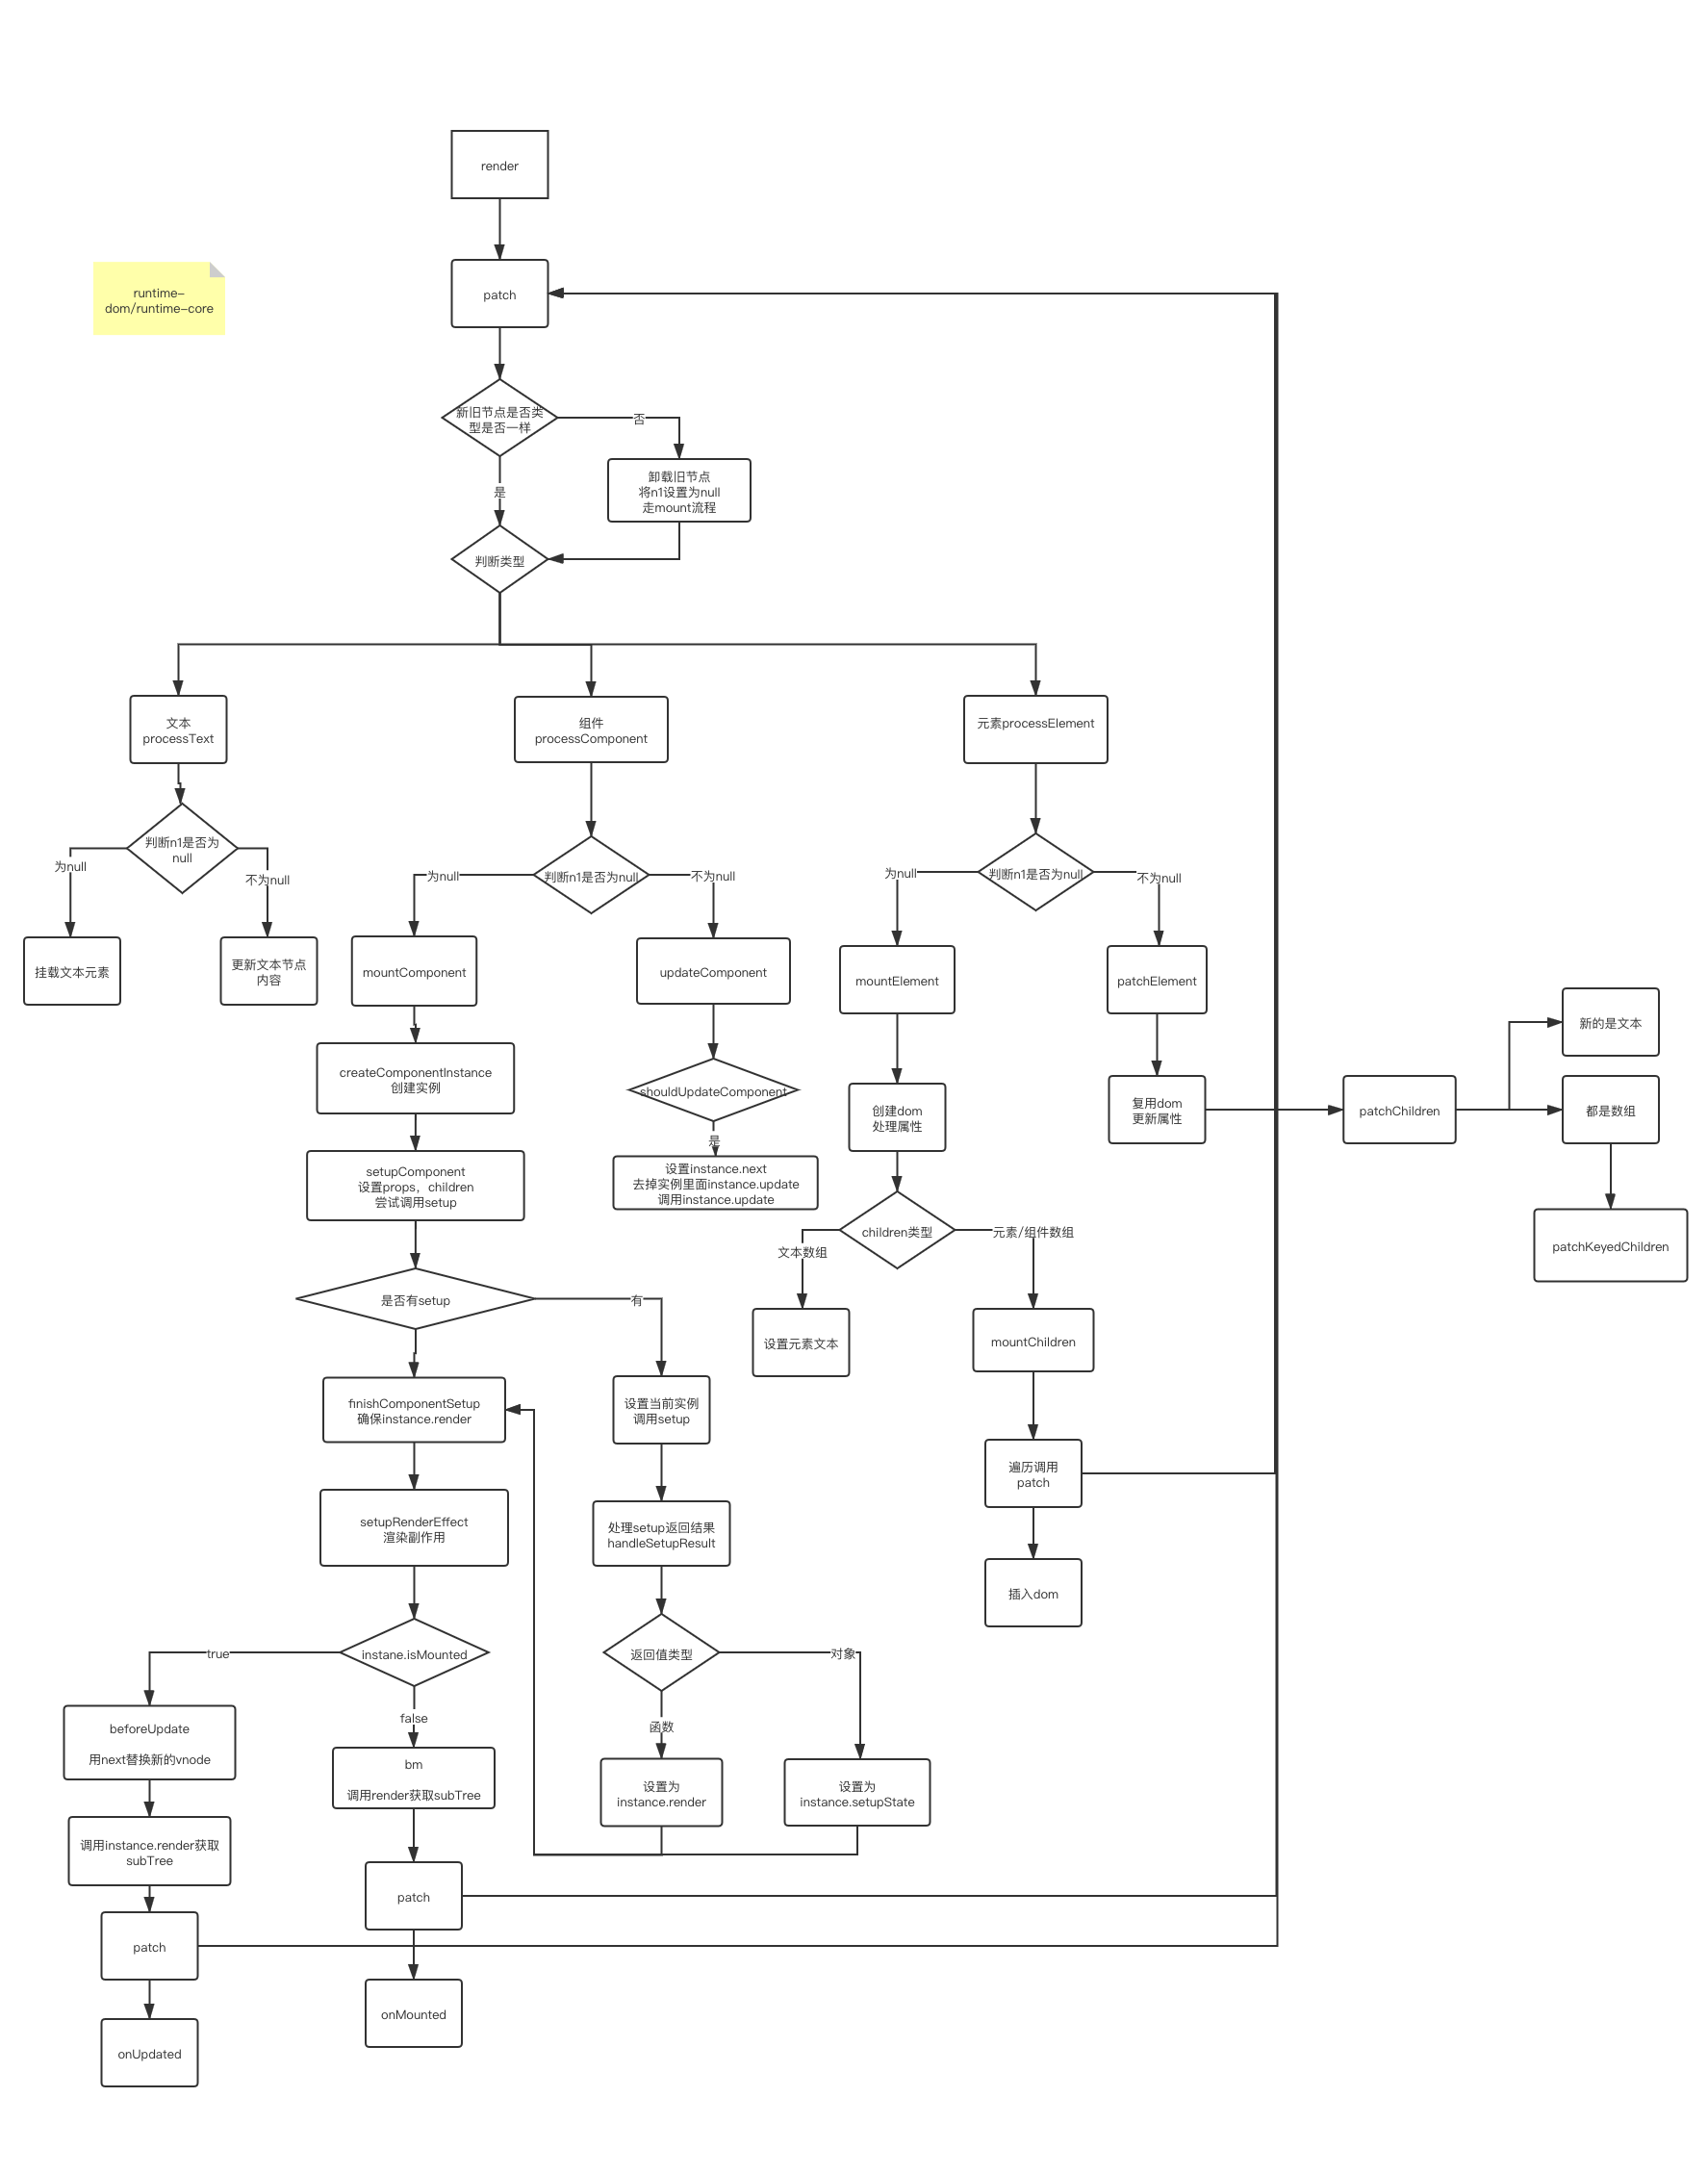 render
runtime-
dom/runtime-core
patch
新旧节点是否类
型是否一样
否
卸载旧节点
将n1设置为null
走mount流程
是
判断类型
文本
processText
组件
processComponent
元素processElement
判断n1是否为
null
为null
不为null
判断n1是否为null
为null
不为null
判断n1是否为null
为null
不为null
挂载文本元素
更新文本节点
内容
mountComponent
updateComponent
mountElement
patchElement
新的是文本
createComponentInstance
创建实例
shouldUpdateComponent
是
创建dom
处理属性
复用dom
更新属性
patchChildren
都是数组
setupComponent
设置props，children
尝试调用setup
设置instance.next
去掉实例里面instance.update
调用instance.update
children类型
文本数组
元素/组件数组
patchKeyedChildren
是否有setup
有
设置元素文本
mountChildren
finishComponentSetup
确保instance.render
设置当前实例
调用setup
遍历调用
patch
setupRenderEffect
渲染副作用
处理setup返回结果
handleSetupResult
插入dom
instane.isMounted
true
false
返回值类型
对象
函数
beforeUpdate
用next替换新的vnode
bm
调用render获取subTree
设置为
instance.render
设置为
instance.setupState
调用instance.render获取
subTree
patch
patch
onMounted
onUpdated